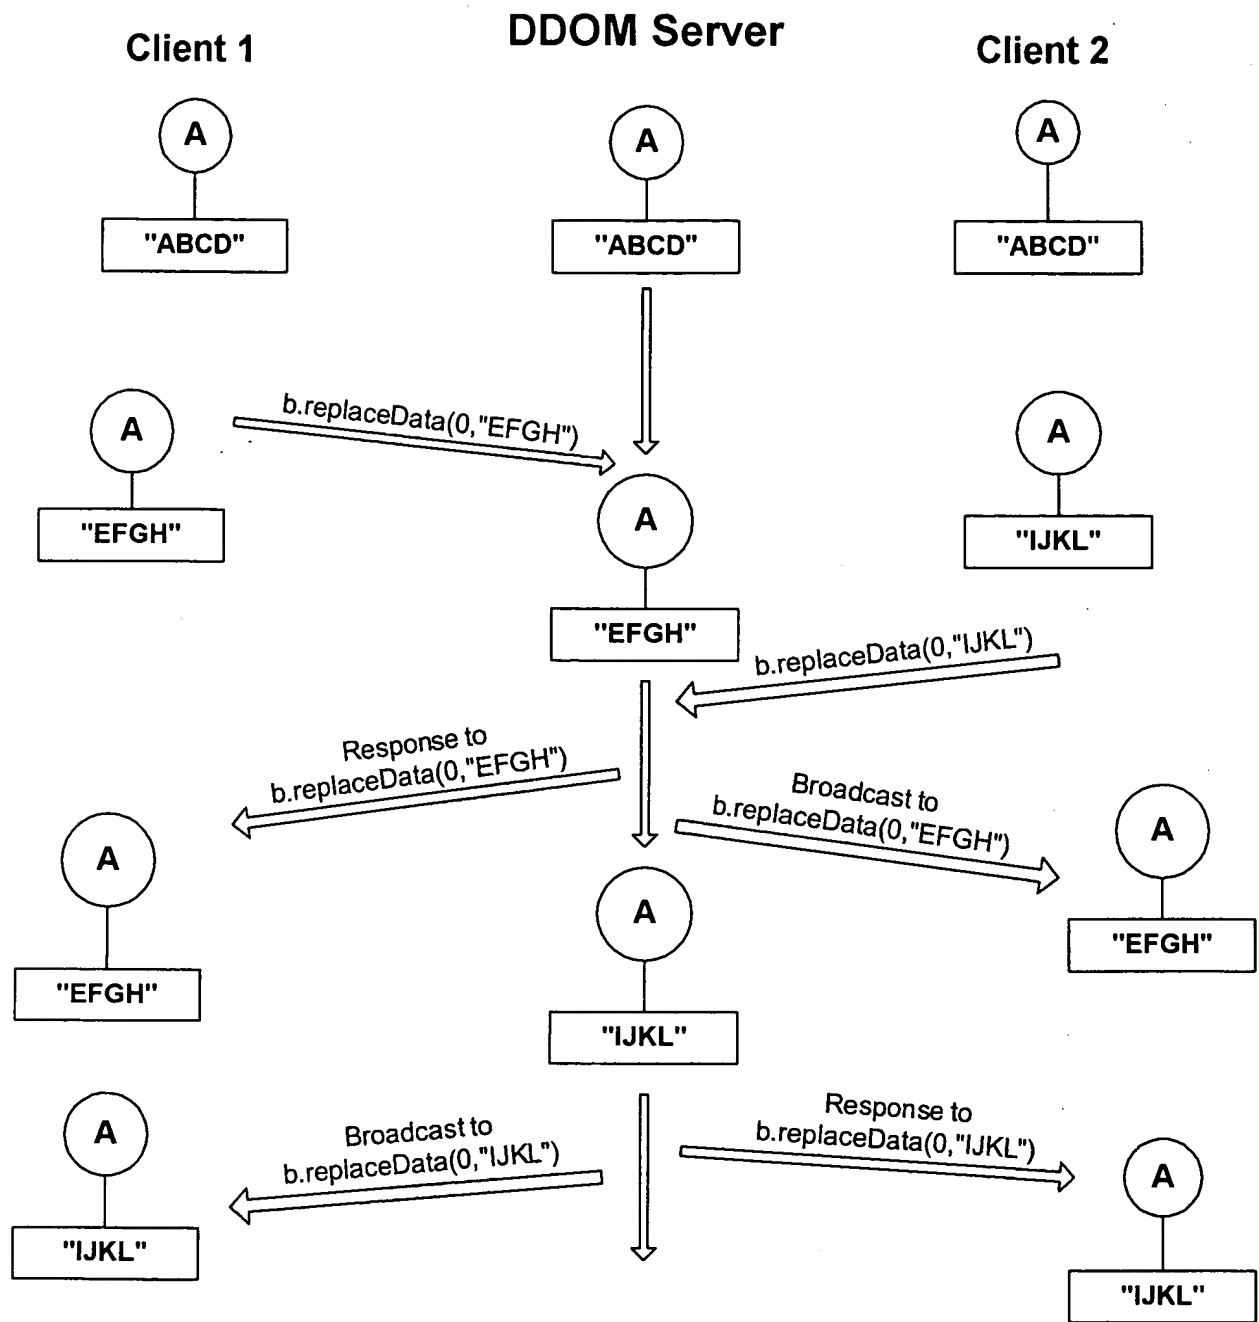 DDOM Server
Client 1
Client 2
A
A
A
"ABCD"
"ABCD"
"ABCD"
b.replaceData(0,"EFGH")
A
A
A
"EFGH"
"IJKL"
"EFGH"
b.replaceData(0,"IJKL")
Response to
b.replaceData(0,"EFGH")
Broadcast to
b.replaceData(0,"EFGH")
A
A
A
"EFGH"
"EFGH"
"IJKL"
A
Broadcast to
b.replaceData(0,"IJKL")
Response to
b.replaceData(0,"IJKL")
A
"IJKL"
"IJKL"